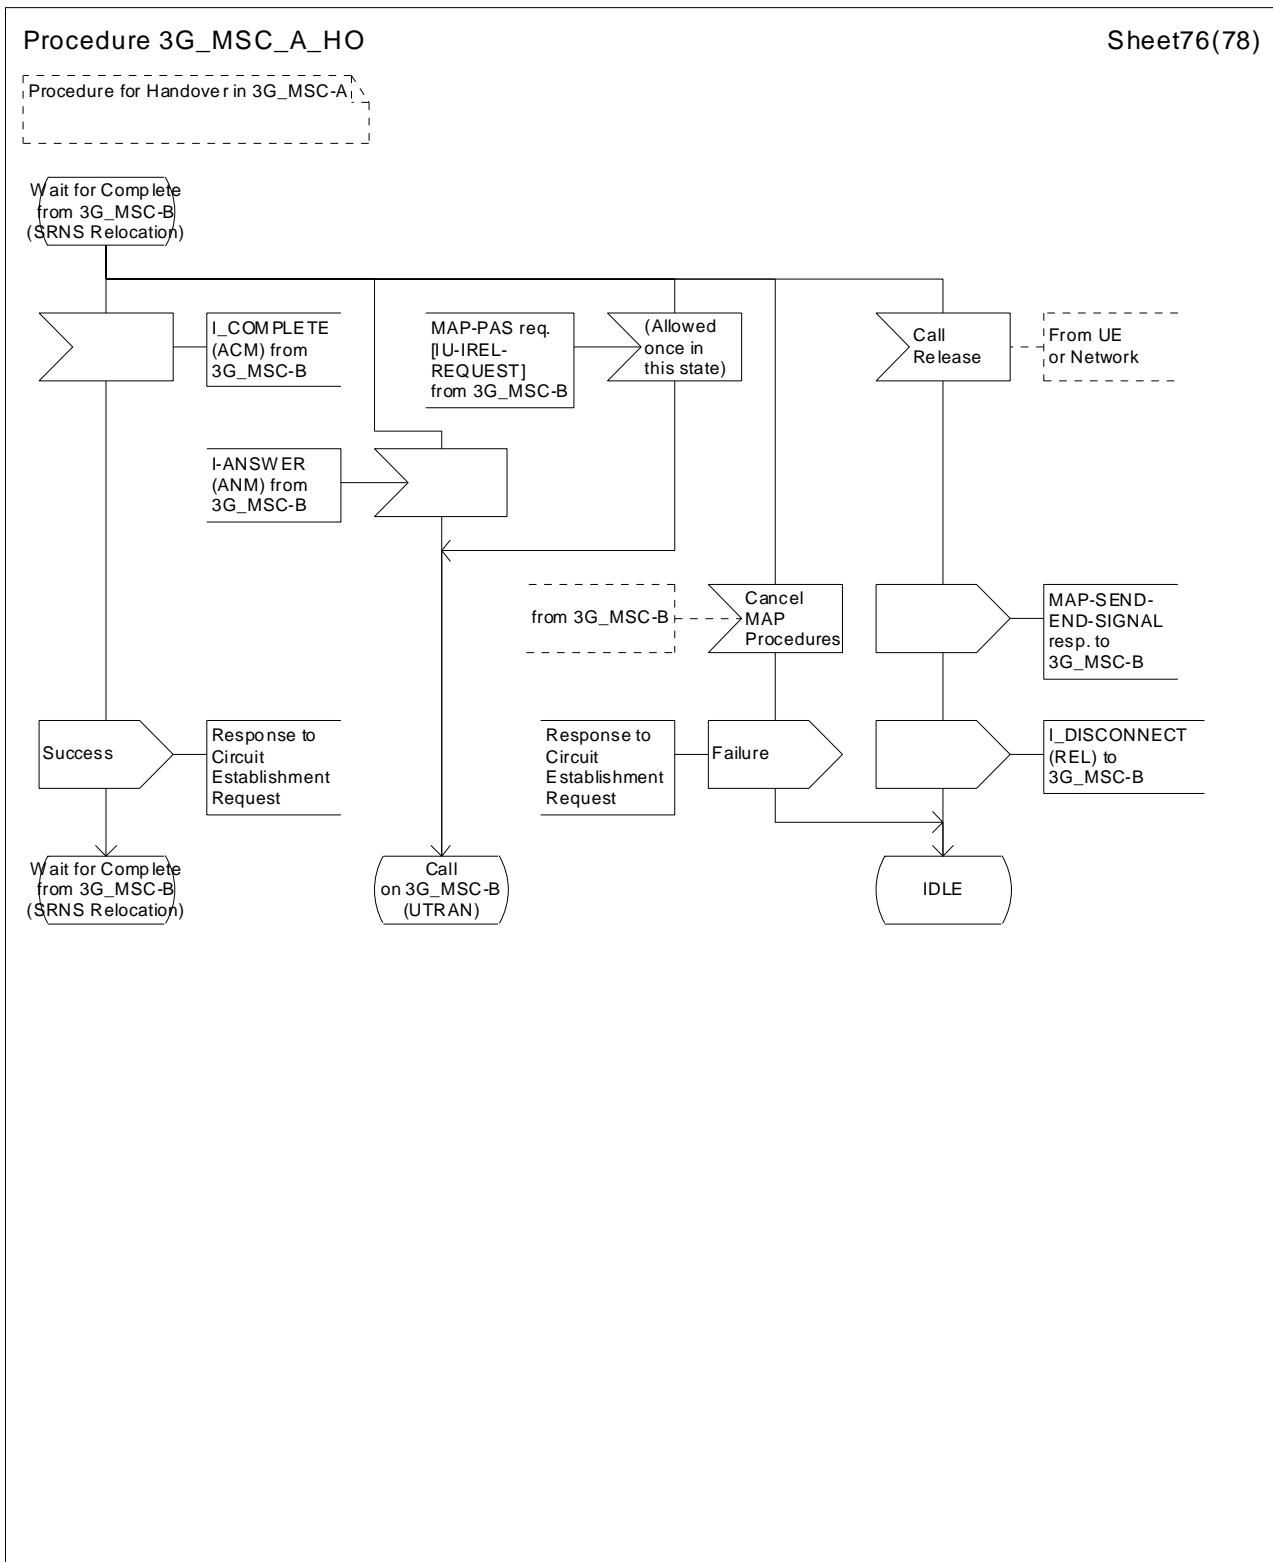 Procedure 3G_MSC_A_HO
Sheet76(78)
Procedure for Handover in 3G_MSC-A
Wait for Complete
from 3G_MSC-B
(SRNS Relocation)
I_COMPLETE
(ACM) from
3G_MSC-B
MAP-PAS req.
[IU-IREL-
REQUEST]
from 3G_MSC-B
(Allowed
once in
this state)
Call
Release
From UE
or Network
I-ANSWER
(ANM) from
3G_MSC-B
from 3G_MSC-B
Cancel
MAP
Procedures
MAP-SEND-
END-SIGNAL
resp. to
3G_MSC-B
Success
Response to
Circuit
Establishment
Request
Response to
Circuit
Establishment
Request
Failure
I_DISCONNECT
(REL) to
3G_MSC-B
Wait for Complete
from 3G_MSC-B
(SRNS Relocation)
Call
on 3G_MSC-B
(UTRAN)
IDLE